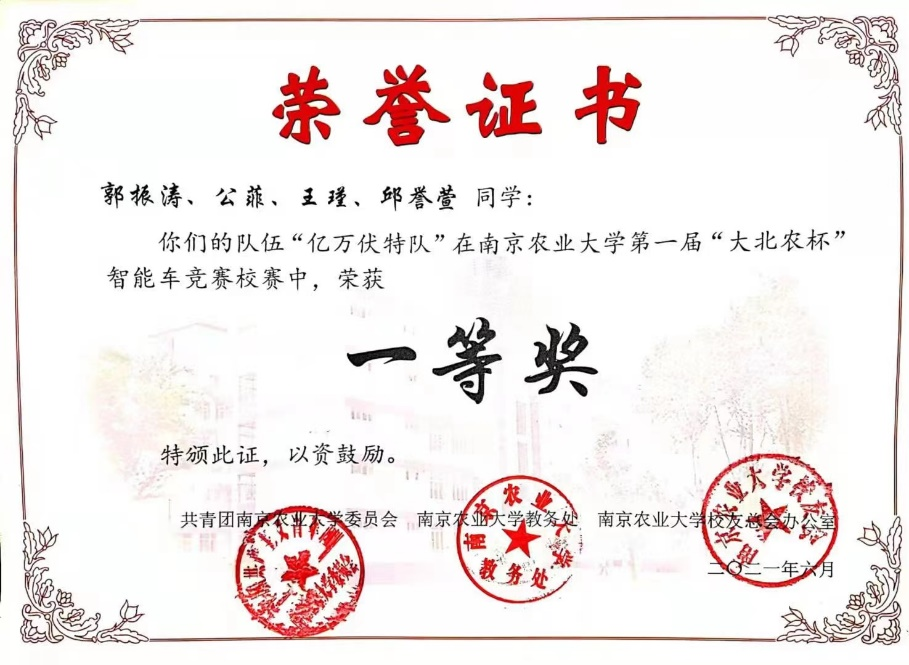 荣誉证书
郭振涛、公菲、王瑾、邱誉萱 同学：
你们的队伍“亿万伏特队”在南京农业大学第一届“大北农杯”
智能车竞赛校赛中，荣获
一等奖
特颁此证，以资鼓励。
共青团南京农业大学委员会 南京农业大学教务处 南京农业大学校友总会办公室
南京农业大学
教务处
南京农业大学校友总会
二〇二一年六月